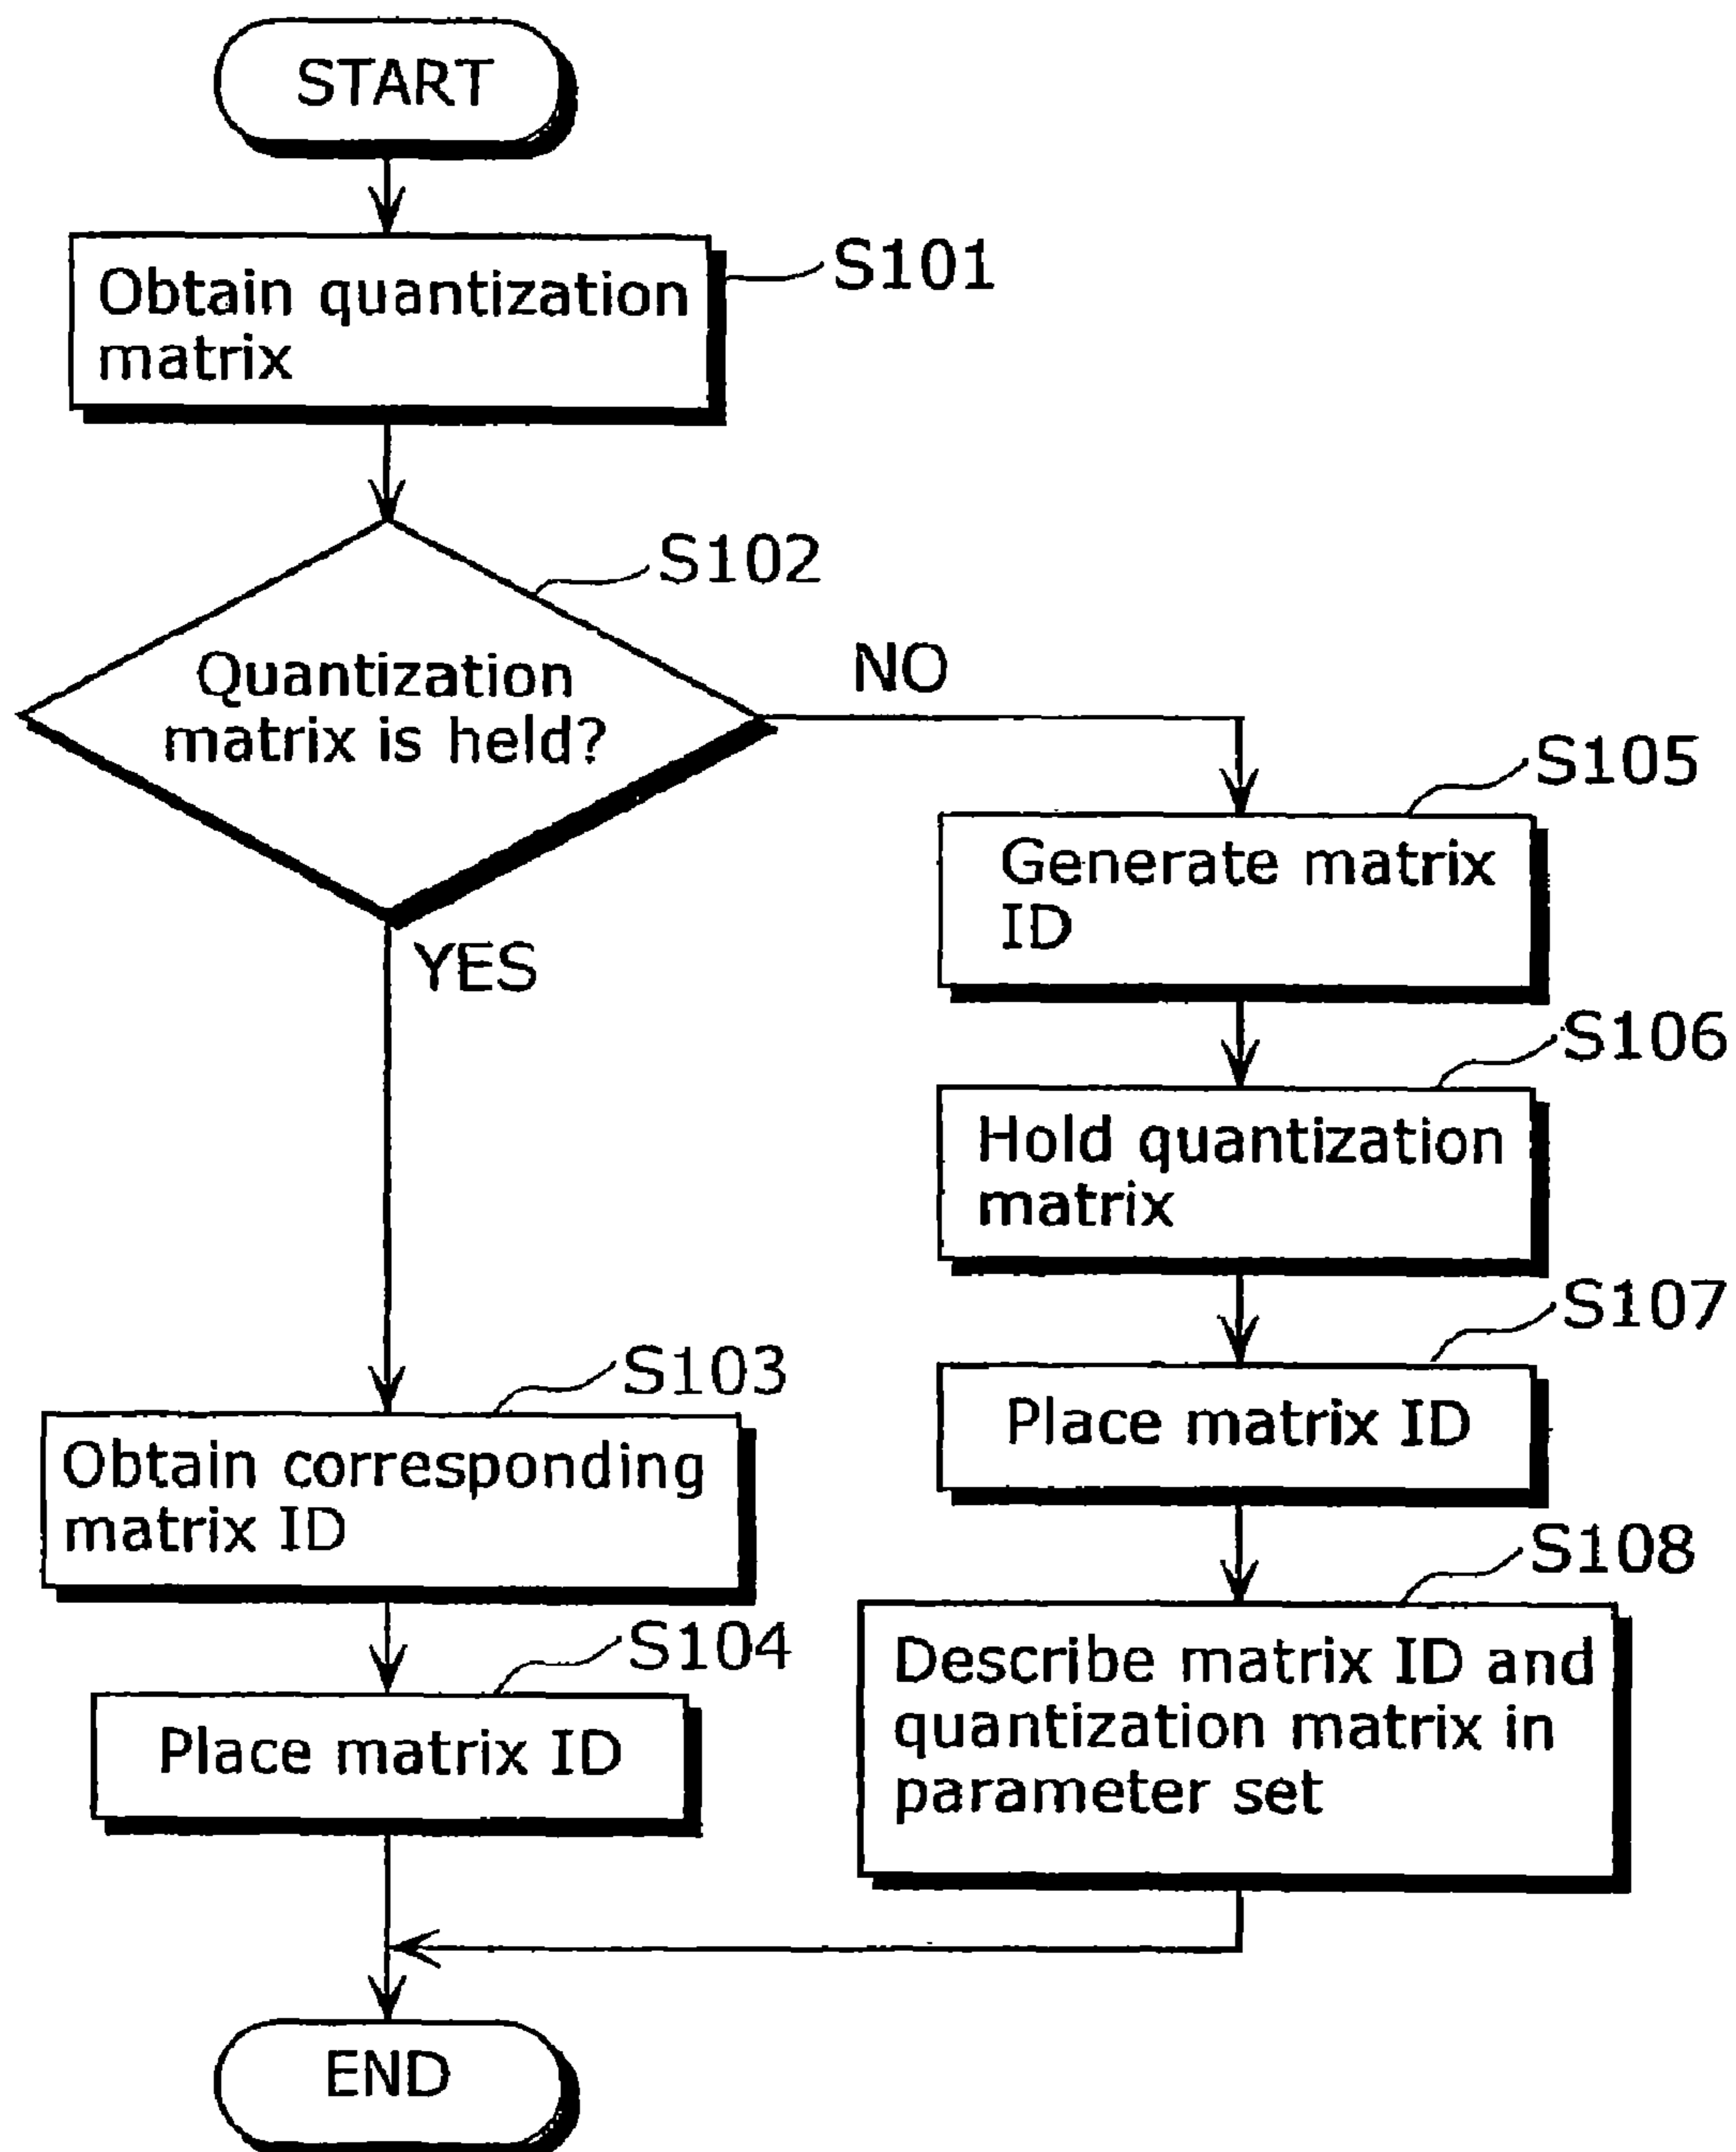 START
S101
Obtain quantization
matrix
S102
Quantization
matrix is held?
NO
YES
S105
Generate matrix
ID
S106
Hold quantization
matrix
S107
Place matrix ID
S103
Obtain corresponding
matrix ID
S108
Describe matrix ID and
quantization matrix in
parameter set
S104
Place matrix ID
END